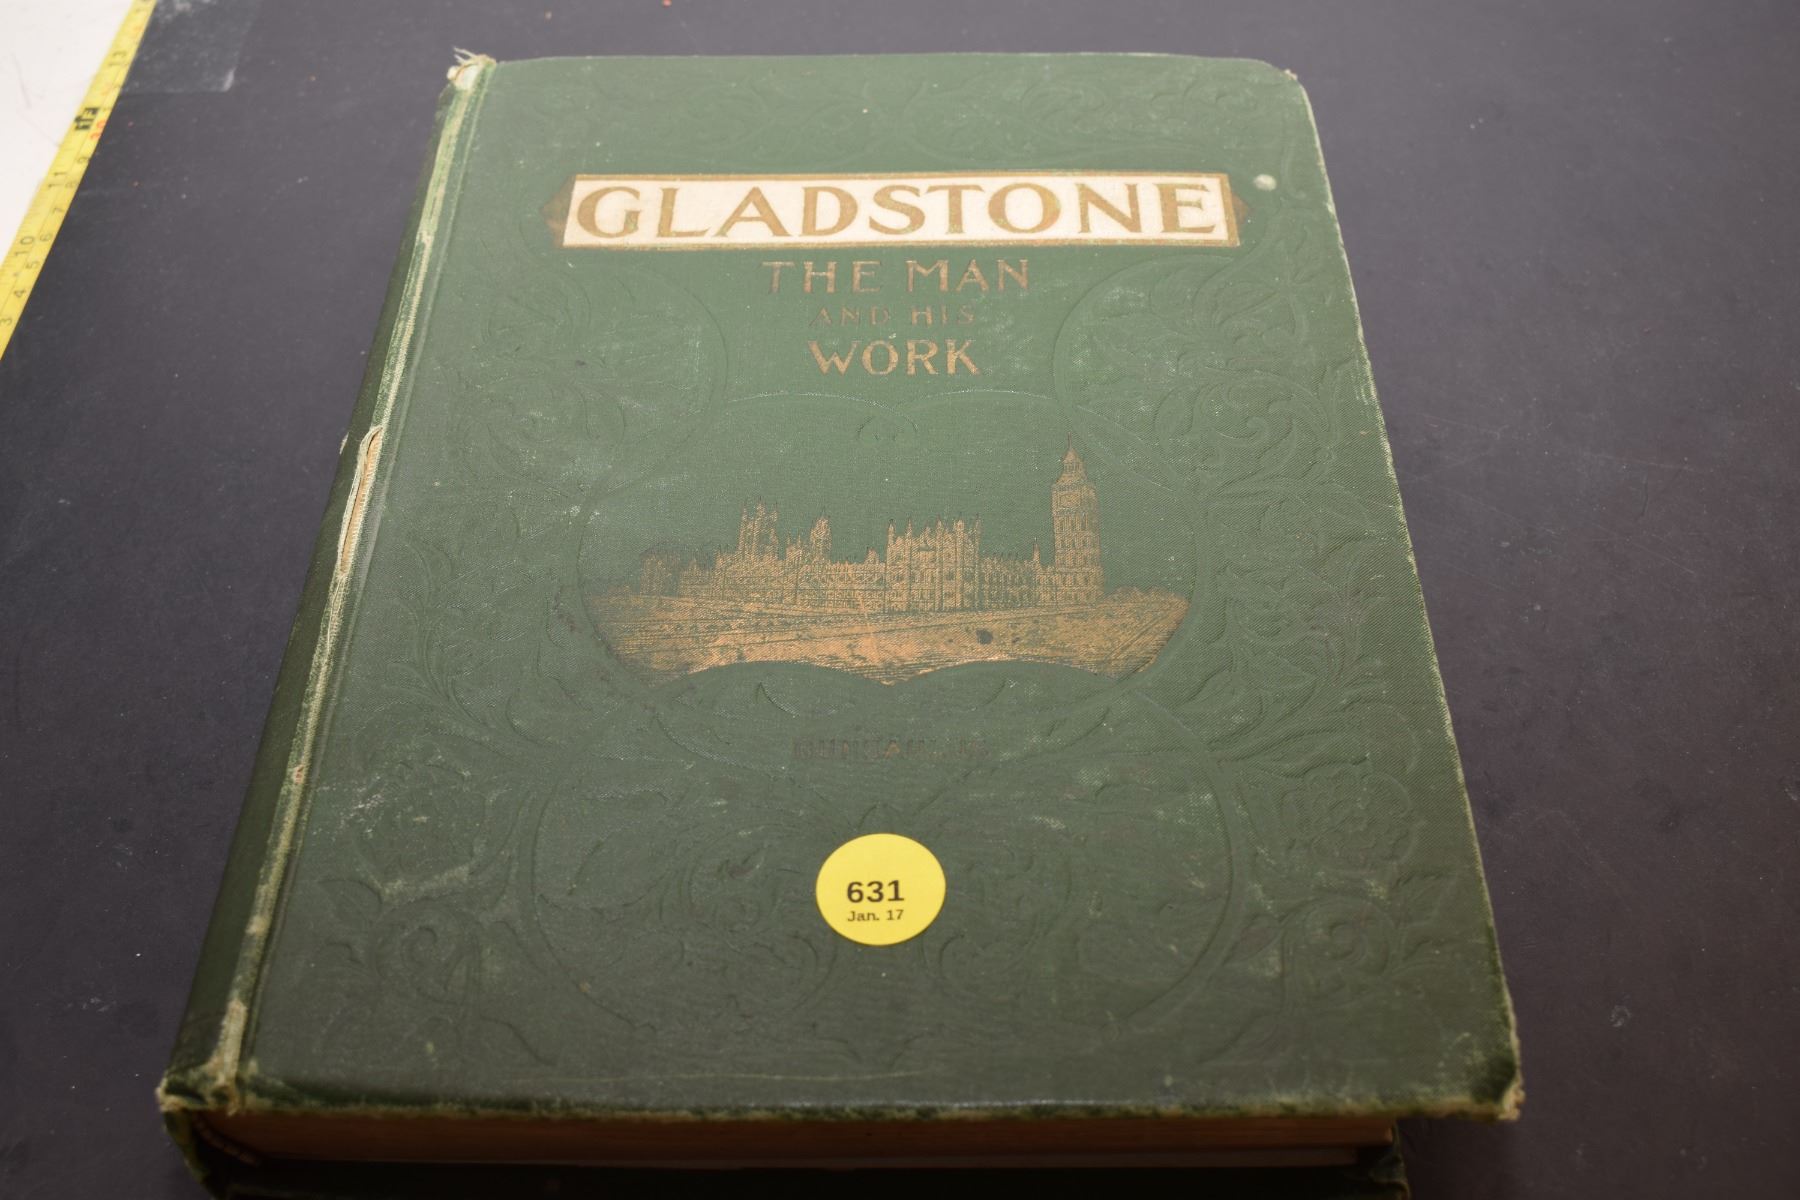 GLADSTONE
THE MAN
AND HIS
WORK
631
Jan. 17